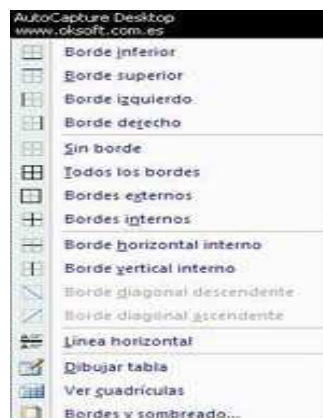 AutoCapture Desktop
www.oksoft.com.es
Borde inferior
Borde superior
Borde izquierdo
Borde derecho
Sin borde
Todos los bordes
Bordes externos
Bordes internos
Borde horizontal interno
Borde vertical interno
Borde diagonal descendente
Borde diagonal ascendente
Línea horizontal
Dibujar tabla
Ver cuadrículas
Bordes y sombreado...